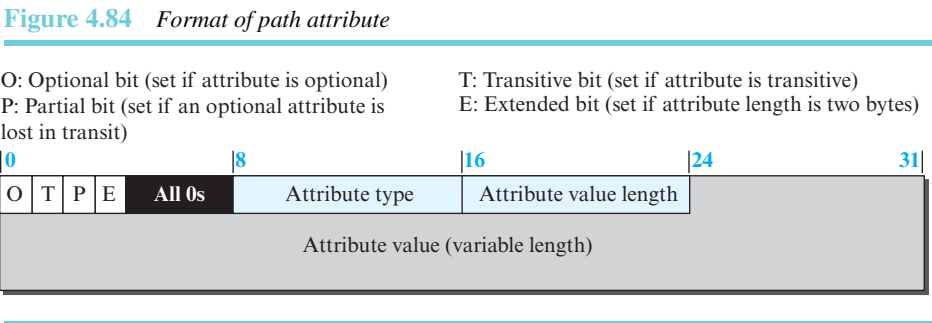 Figure 4.84 Format of path attribute
O: Optional bit (set if attribute is optional)
P: Partial bit (set if an optional attribute is
lost in transit)
T: Transitive bit (set if attribute is transitive)
E: Extended bit (set if attribute length is two bytes)
0 8 16 24 31
O T P E All 0s Attribute type Attribute value length
Attribute value (variable length)